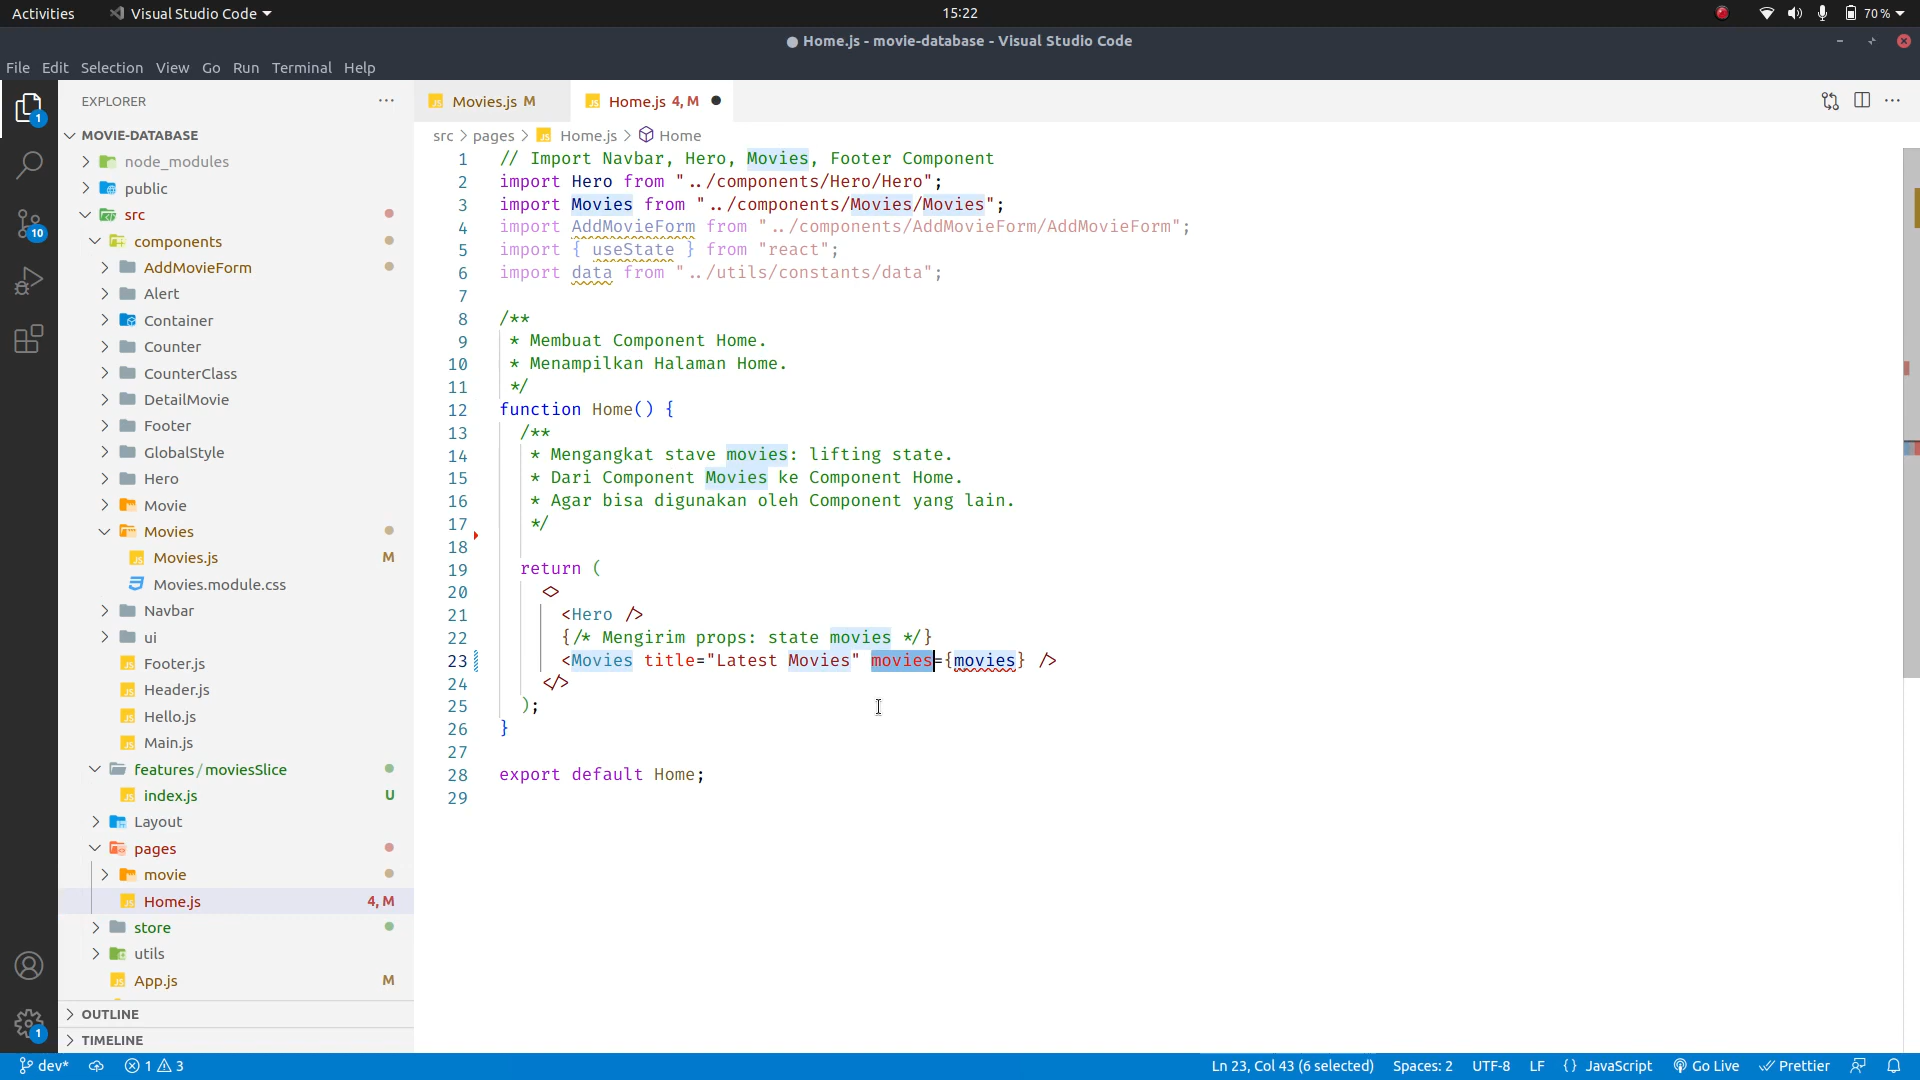 Activities Visual Studio Code 15:22 70 %
Home.js - movie-database - Visual Studio Code
File Edit Selection View Go Run Terminal Help
EXPLORER
MOVIE-DATABASE
node_modules
public
src
components
AddMovieForm
Alert
Container
Counter
CounterClass
DetailMovie
Footer
GlobalStyle
Hero
Movie
Movies
Movies.js M
Movies.module.css
Navbar
ui
Footer.js
Header.js
Hello.js
Main.js
features/moviesSlice
index.js U
Layout
pages
movie
Home.js 4, M
store
utils
App.js M
OUTLINE
TIMELINE
1
10
1
Movies.js M Home.js 4, M
src > pages > Home.js > Home
1 // Import Navbar, Hero, Movies, Footer Component
2 import Hero from "../components/Hero/Hero";
3 import Movies from "../components/Movies/Movies";
4 import AddMovieForm from "../components/AddMovieForm/AddMovieForm";
5 import { useState } from "react";
6 import data from "../utils/constants/data";
7
8 /**
9 * Membuat Component Home.
10 * Menampilkan Halaman Home.
11 */
12 function Home() {
13 /**
14 * Mengangkat stave movies: lifting state.
15 * Dari Component Movies ke Component Home.
16 * Agar bisa digunakan oleh Component yang lain.
17 */
18
19 return (
20 <>
21 <Hero />
22 {/* Mengirim props: state movies */}
23 <Movies title="Latest Movies" movies={movies} />
24 </>
25 );
26 }
27
28 export default Home;
29
dev* 1 3 Ln 23, Col 43 (6 selected) Spaces: 2 UTF-8 LF {} JavaScript Go Live Prettier